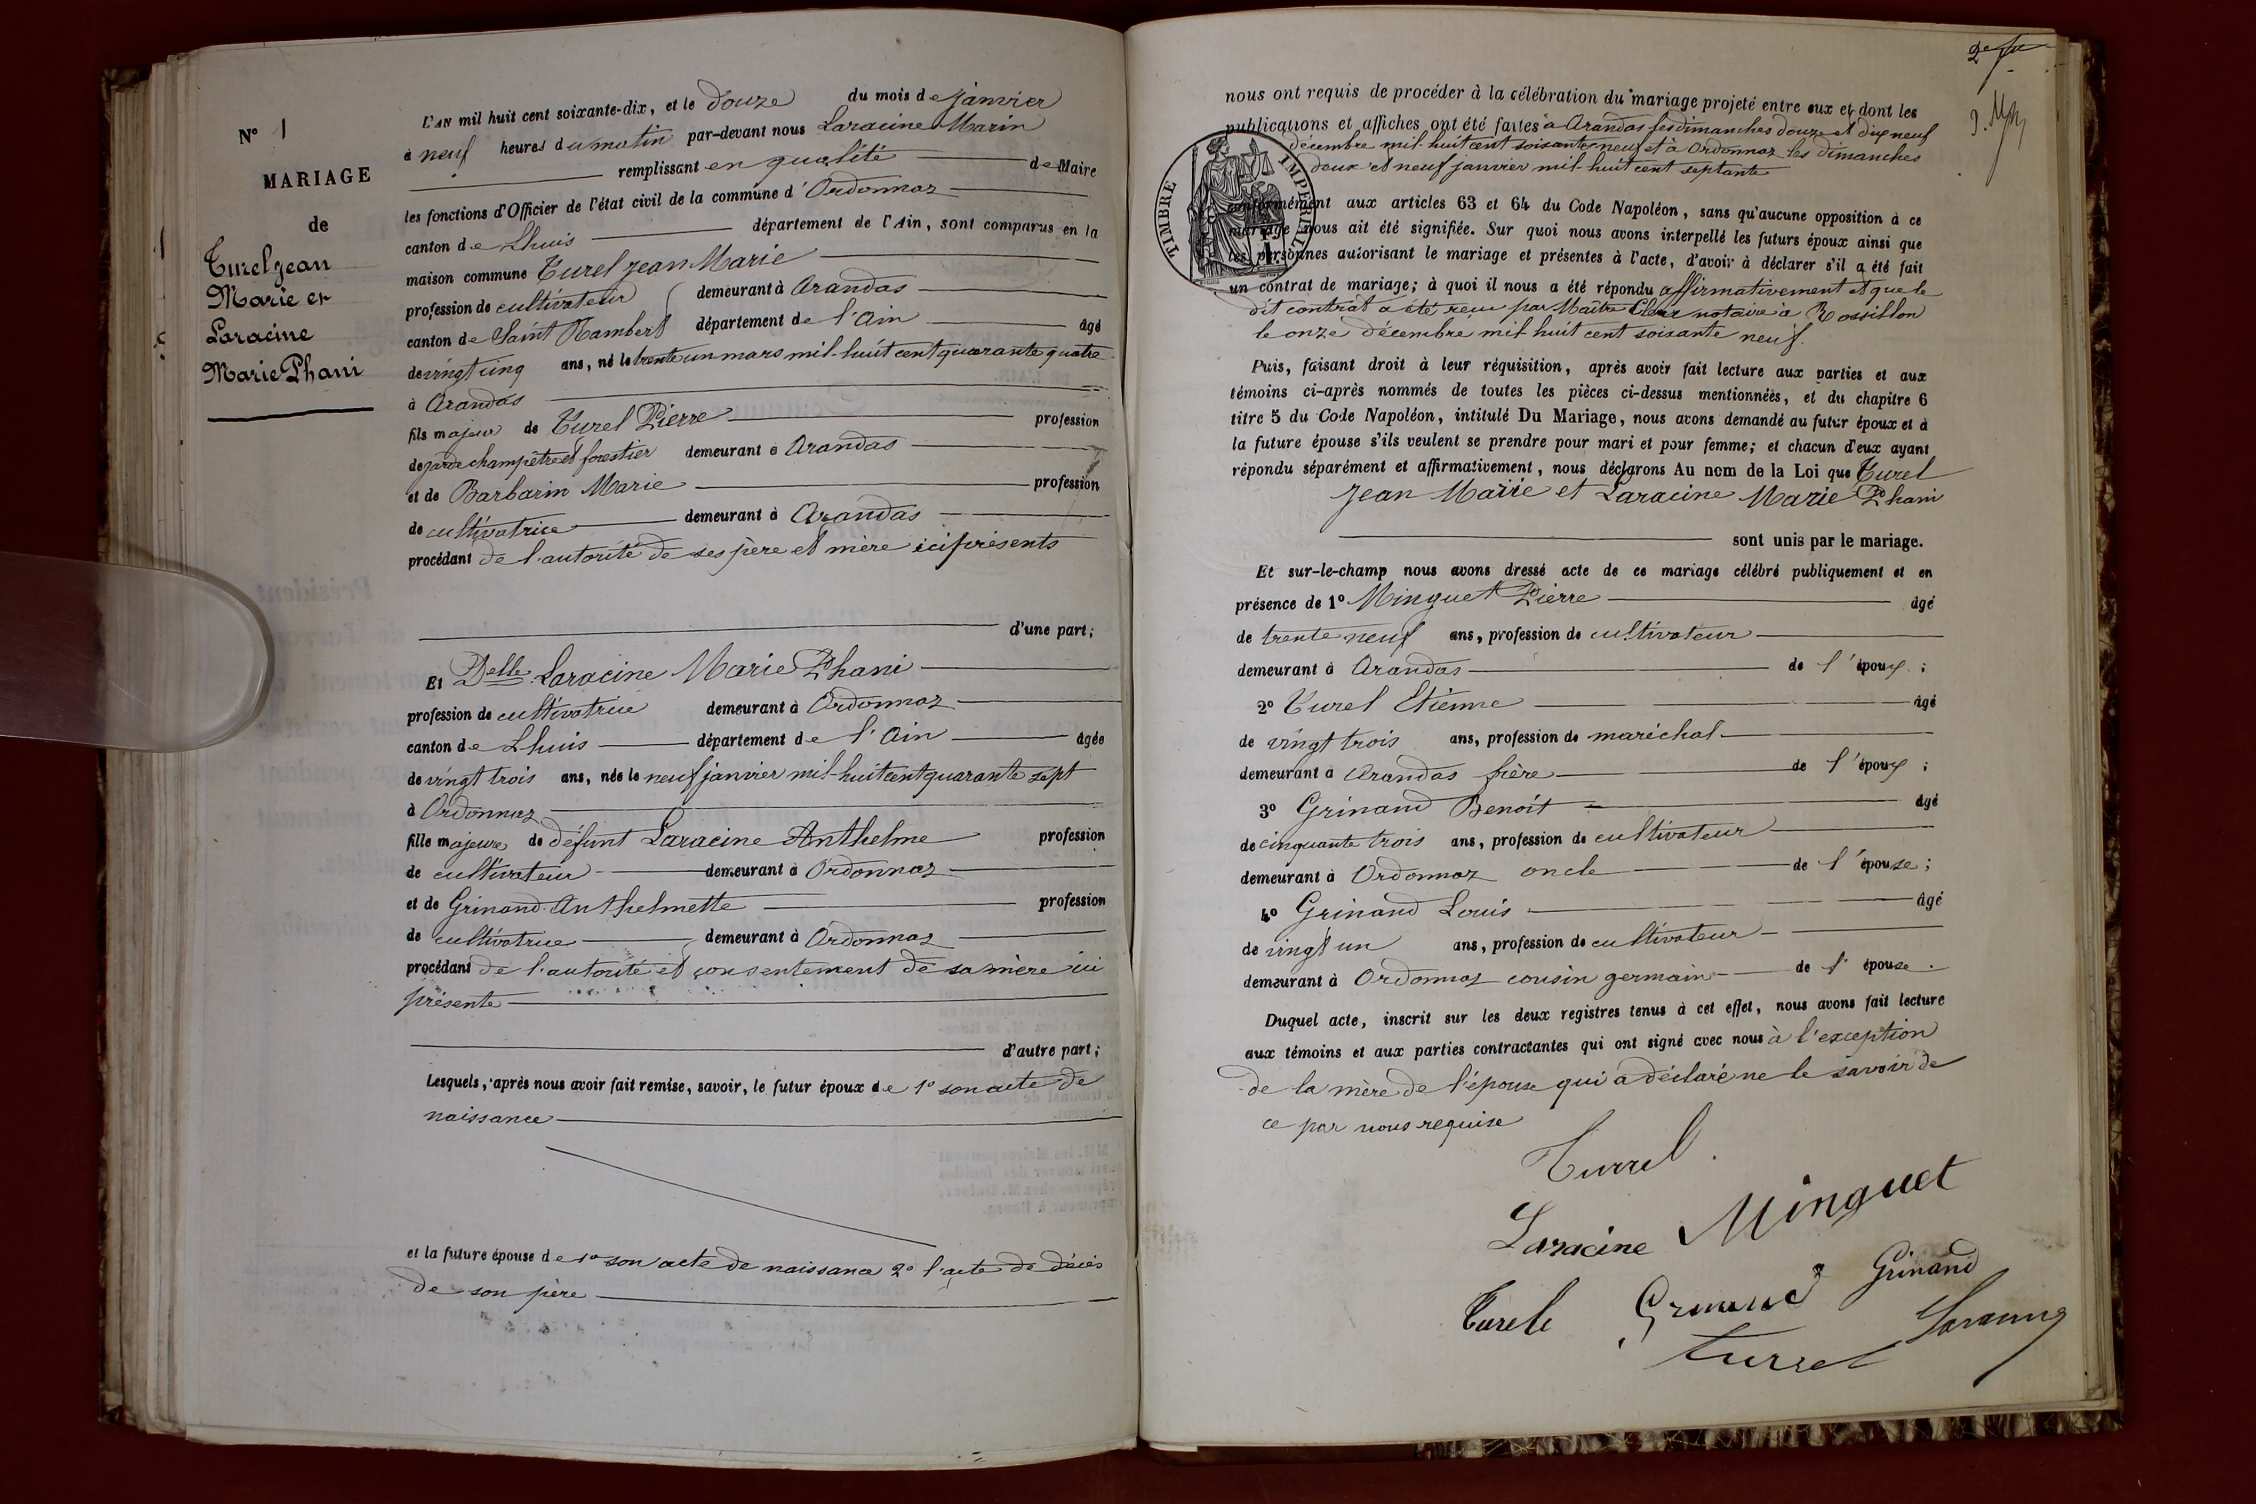 N° 1
MARIAGE
de
Turel Jean
Marie et
Laracine
Marie Phani
L'AN mil huit cent soixante-dix, et le douze du mois de janvier
à neuf heures du matin par-devant nous Laracine Marin
remplissant en qualité de Maire
les fonctions d'Officier de l'état civil de la commune d'Ordonnaz
canton de Lhuis département de l'Ain, sont comparus en la
maison commune Turel Jean Marie
profession de cultivateur demeurant à Arandas
canton de Saint Rambert département de l'Ain âgé
de vingt cinq ans, né le trente un mars mil-huit cent quarante quatre
à Arandas
fils majeur de Turel Pierre profession
de garde champêtre et forestier demeurant à Arandas
et de Barbarin Marie profession
de cultivatrice demeurant à Arandas
procédant de l'autorité de ses père et mère ici présents
d'une part;
Et Delle Laracine Marie Phani
profession de cultivatrice demeurant à Ordonnaz
canton de Lhuis département de l'Ain âgée
de vingt trois ans, née le neuf janvier mil-huit cent quarante sept
à Ordonnaz
fille majeure de défunt Laracine Anthelme profession
de cultivateur demeurant à Ordonnaz
et de Grinand Anthelmette profession
de cultivatrice demeurant à Ordonnaz
procédant de l'autorité et consentement de sa mère ici
présente
d'autre part;
Lesquels, après nous avoir fait remise, savoir, le futur époux de 1° son acte de
naissance
et la future épouse de 1° son acte de naissance 2° l'acte de décès
de son père
2e
nous ont requis de procéder à la célébration du mariage projeté entre eux et dont les
publications et affiches ont été faites à Arandas les dimanches douze et dix neuf
décembre mil-huit cent soixante neuf et à Ordonnaz les dimanches
deux et neuf janvier mil-huit cent septante
TIMBRE IMPERIAL
conformément aux articles 63 et 64 du Code Napoléon, sans qu'aucune opposition à ce
mariage nous ait été signifiée. Sur quoi nous avons interpellé les futurs époux ainsi que
les personnes autorisant le mariage et présentes à l'acte, d'avoir à déclarer s'il a été fait
un contrat de mariage; à quoi il nous a été répondu affirmativement et que le
dit contrat a été reçu par Maître notaire à Rossillon
le onze décembre mil huit cent soixante neuf.
Puis, faisant droit à leur réquisition, après avoir fait lecture aux parties et aux
témoins ci-après nommés de toutes les pièces ci-dessus mentionnées, et du chapitre 6
titre 5 du Code Napoléon, intitulé Du Mariage, nous avons demandé au futur époux et à
la future épouse s'ils veulent se prendre pour mari et pour femme; et chacun d'eux ayant
répondu séparément et affirmativement, nous déclarons Au nom de la Loi que Turel
Jean Marie et Laracine Marie Phani
sont unis par le mariage.
Et sur-le-champ nous avons dressé acte de ce mariage célébré publiquement et en
présence de 1° Minguet Pierre âgé
de trente neuf ans, profession de cultivateur
demeurant à Arandas de l'époux;
2° Turel Etienne âgé
de vingt trois ans, profession de maréchal
demeurant à Arandas frère de l'époux;
3° Grinand Benoît âgé
de cinquante trois ans, profession de cultivateur
demeurant à Ordonnaz oncle de l'épouse;
4° Grinand Louis âgé
de vingt un ans, profession de cultivateur
demeurant à Ordonnaz cousin germain de l'épouse.
Duquel acte, inscrit sur les deux registres tenus à cet effet, nous avons fait lecture
aux témoins et aux parties contractantes qui ont signé avec nous à l'exception
de la mère de l'épouse qui a déclaré ne le savoir de
ce par nous requise
Turrel
Laracine Minguet
Turele Grinand Grinand
Turrel Laracine